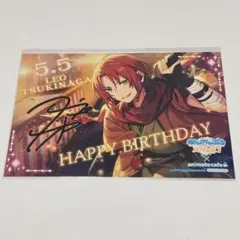 5.5
LEO
TSUKINAGA
HAPPY BIRTHDAY
animatecafe